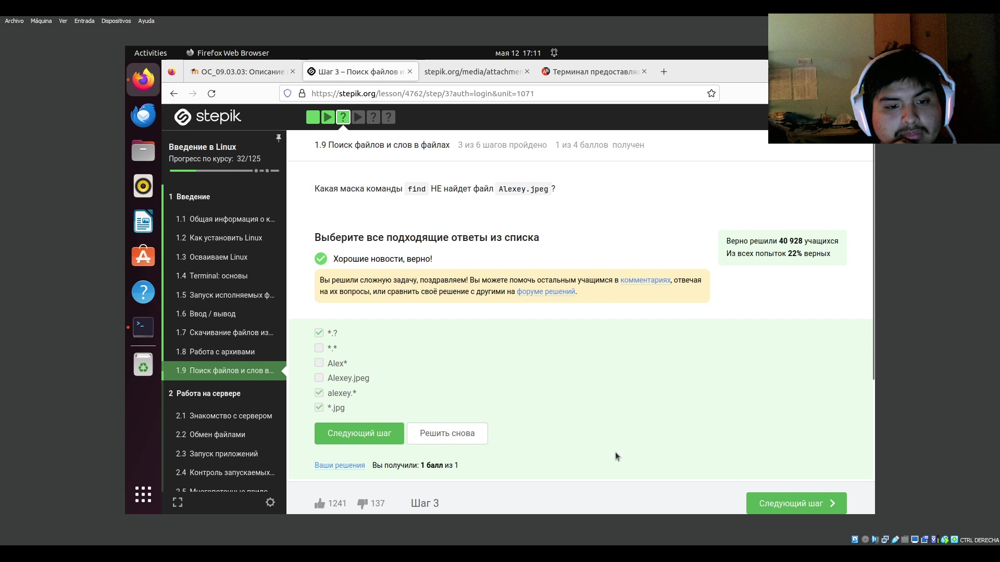 Archivo Máquina Ver Entrada Dispositivos Ayuda
Activities Firefox Web Browser мая 12 17:11
ОС_09.03.03: Описание
Шаг 3 – Поиск файлов и
stepik.org/media/attachmen
Терминал предоставляе
https://stepik.org/lesson/4762/step/3?auth=login&unit=1071
stepik
Введение в Linux
Прогресс по курсу: 32/125
1 Введение
1.1 Общая информация о к...
1.2 Как установить Linux
1.3 Осваиваем Linux
1.4 Terminal: основы
1.5 Запуск исполняемых ф...
1.6 Ввод / вывод
1.7 Скачивание файлов из...
1.8 Работа с архивами
1.9 Поиск файлов и слов в...
2 Работа на сервере
2.1 Знакомство с сервером
2.2 Обмен файлами
2.3 Запуск приложений
2.4 Контроль запускаемых...
1.9 Поиск файлов и слов в файлах 3 из 6 шагов пройдено 1 из 4 баллов получен
Какая маска команды find НЕ найдет файл Alexey.jpeg?
Выберите все подходящие ответы из списка
Хорошие новости, верно!
Верно решили 40 928 учащихся
Из всех попыток 22% верных
Вы решили сложную задачу, поздравляем! Вы можете помочь остальным учащимся в комментариях, отвечая
на их вопросы, или сравнить своё решение с другими на форуме решений.
*.?
*.*
Alex*
Alexey.jpeg
alexey.*
*.jpg
Следующий шаг Решить снова
Ваши решения Вы получили: 1 балл из 1
1241 137 Шаг 3 Следующий шаг
CTRL DERECHA